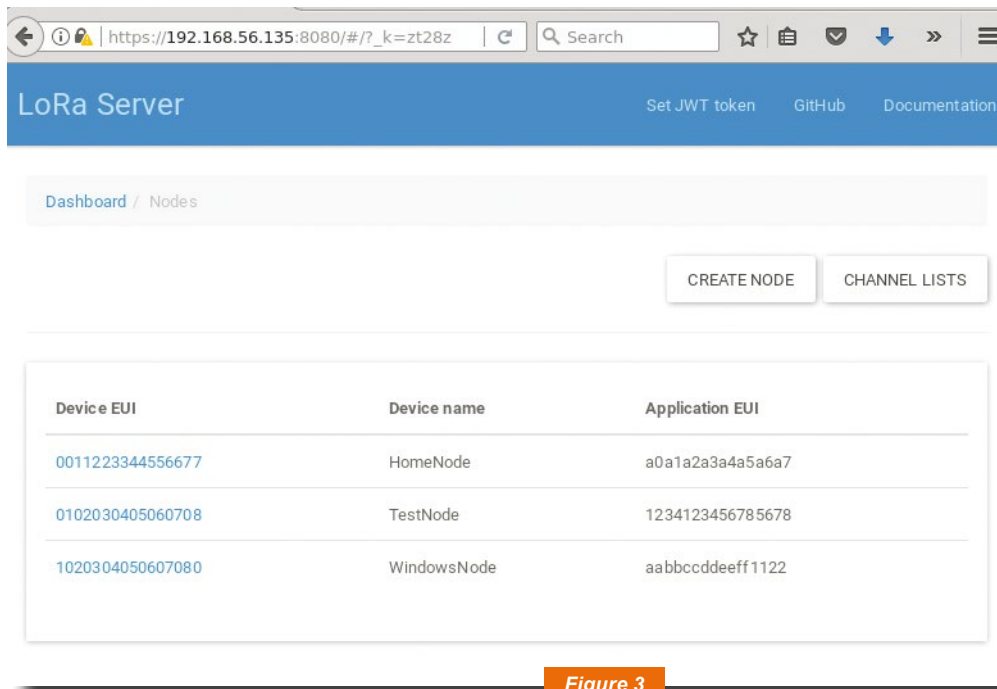 https://192.168.56.135:8080/#/?_k=zt28z Search
LoRa Server Set JWT token GitHub Documentation
Dashboard / Nodes
CREATE NODE CHANNEL LISTS
Device EUI Device name Application EUI
0011223344556677 HomeNode a0a1a2a3a4a5a6a7
0102030405060708 TestNode 1234123456785678
1020304050607080 WindowsNode aabbccddeeff1122
Figure 3